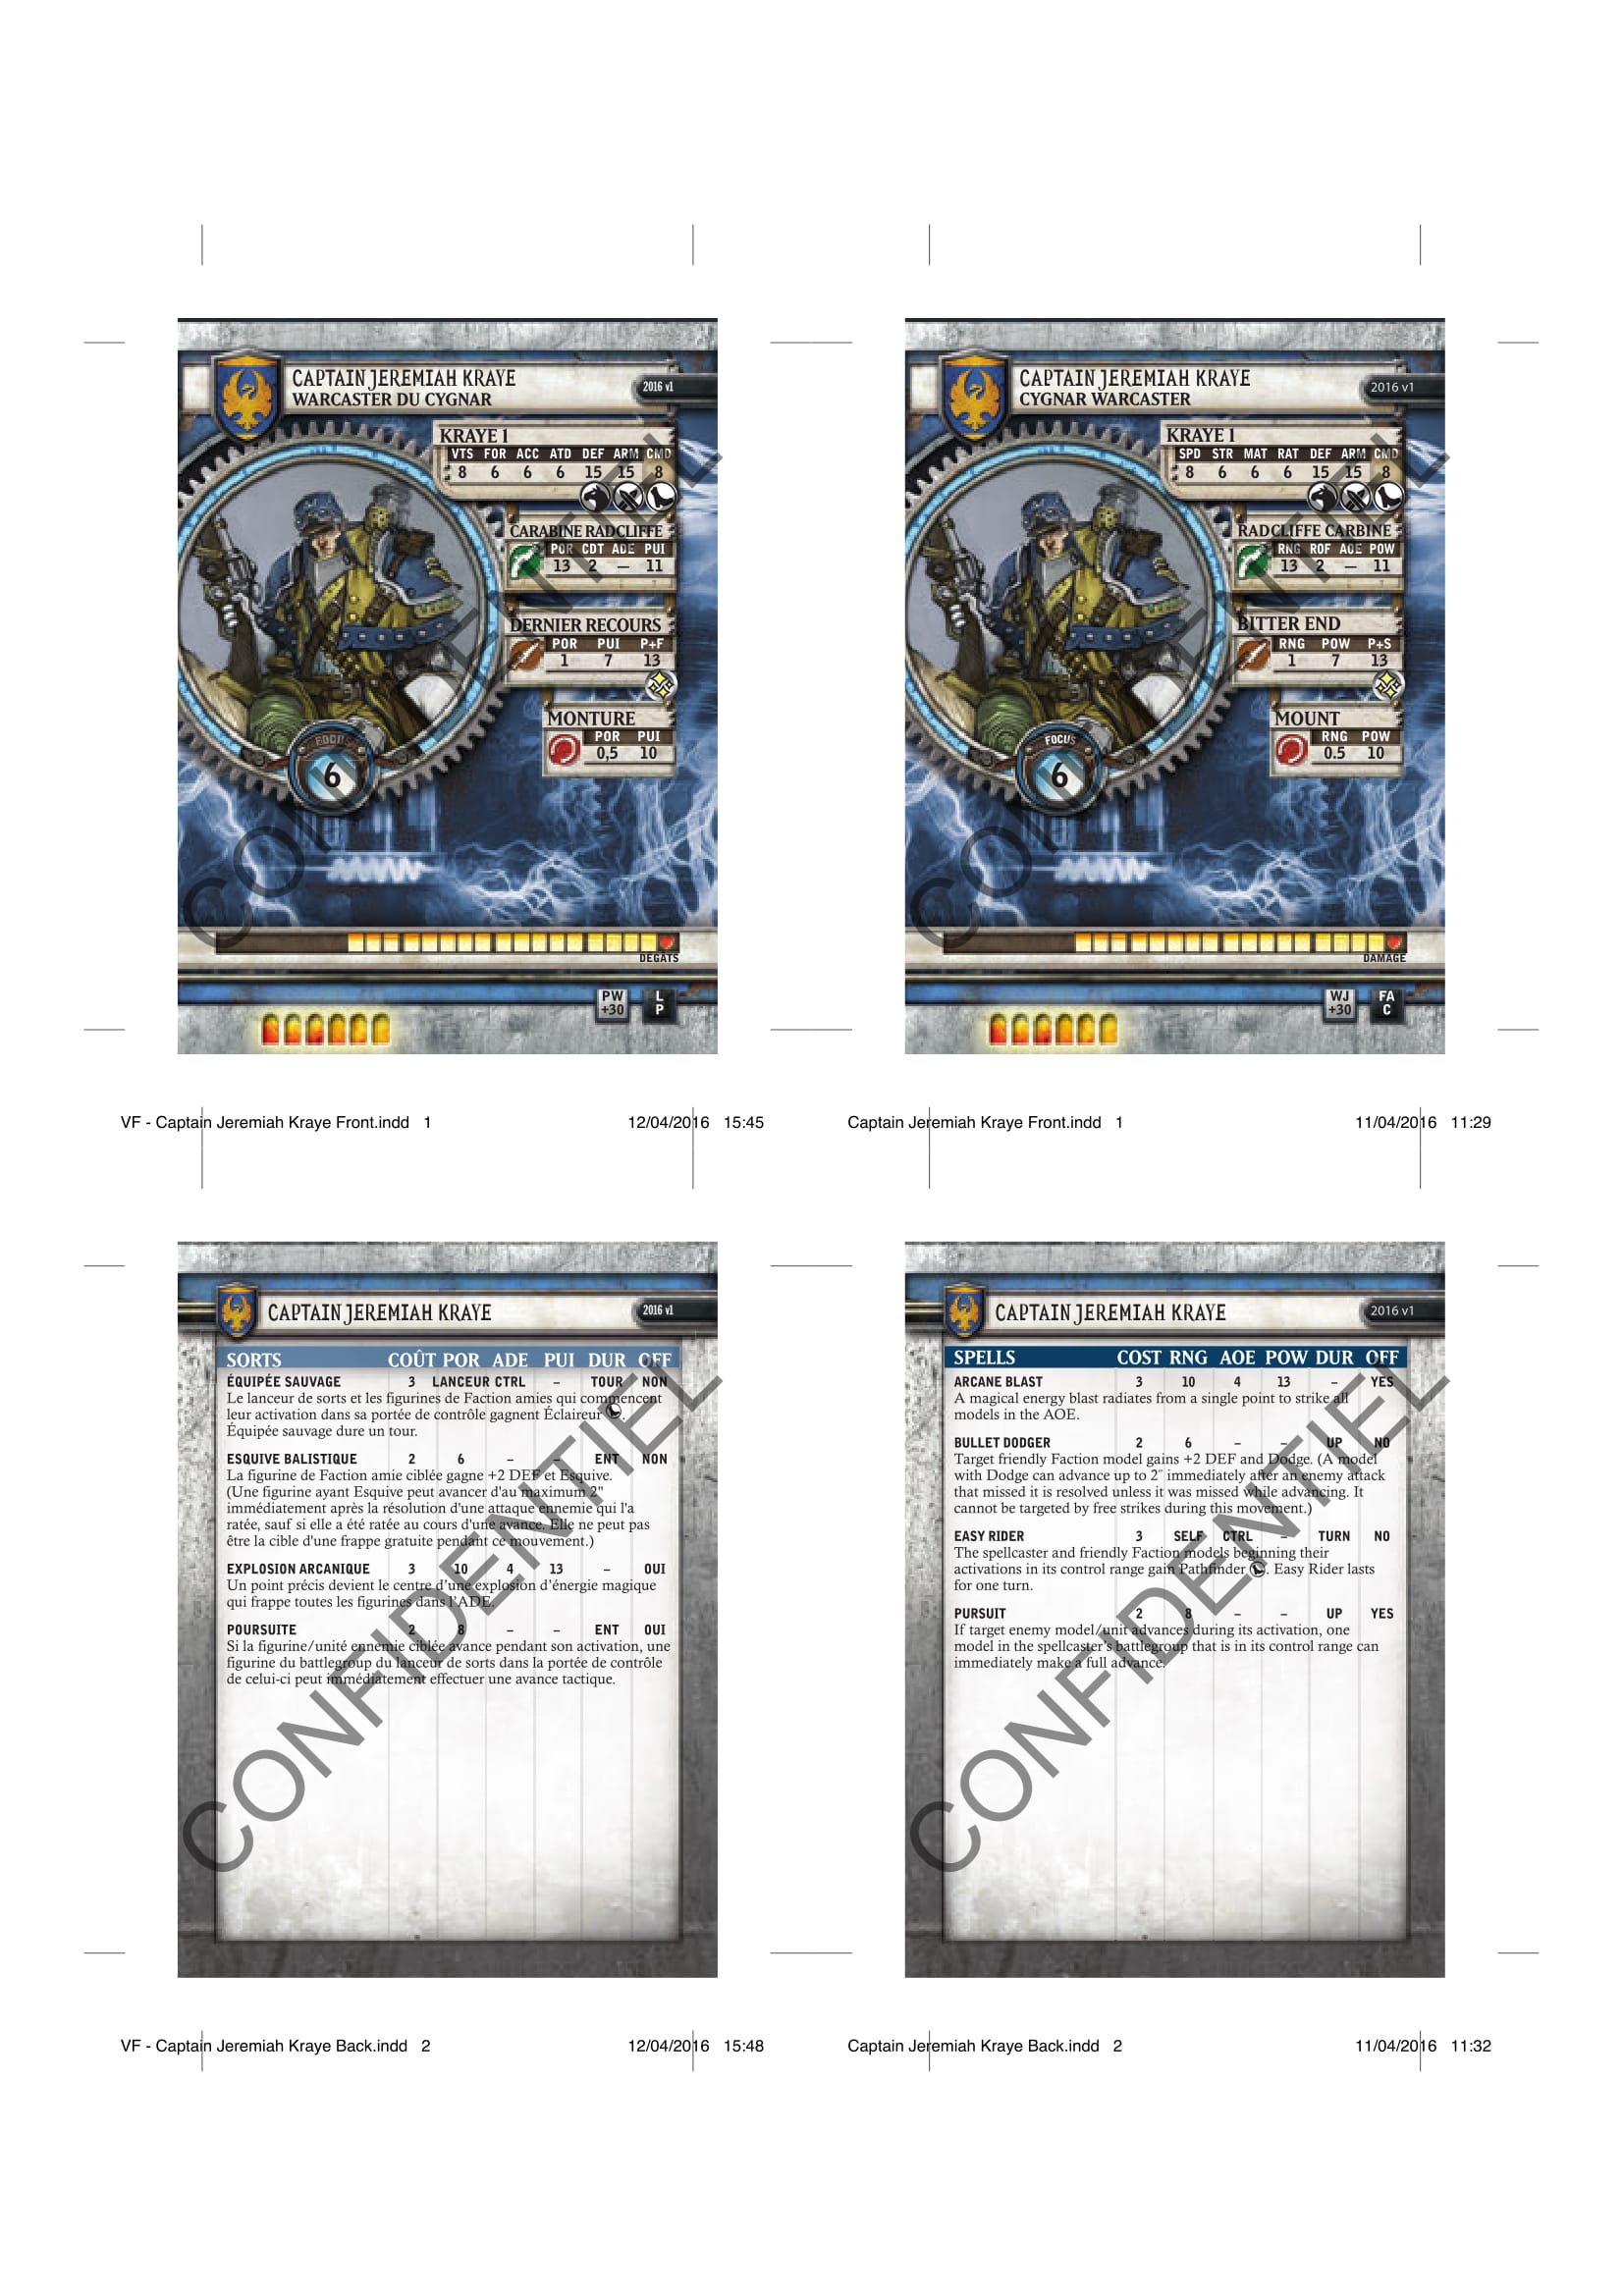 CAPTAIN JEREMIAH KRAYE
WARCASTER DU CYGNAR
2016 v1
KRAYE 1
VTS FOR ACC ATD DEF ARM CMD
8 6 6 6 15 15 8
CARABINE RADCLIFFE
POR CDT ADE PUI
13 2 — 11
DERNIER RECOURS
POR PUI P+F
1 7 13
MONTURE
POR PUI
0,5 10
FOCUS
6
DEGATS
PW
+30
L
P
CONFIDENTIEL
VF - Captain Jeremiah Kraye Front.indd 1 12/04/2016 15:45
CAPTAIN JEREMIAH KRAYE
CYGNAR WARCASTER
2016 v1
KRAYE 1
SPD STR MAT RAT DEF ARM CMD
8 6 6 6 15 15 8
RADCLIFFE CARBINE
RNG ROF AOE POW
13 2 — 11
BITTER END
RNG POW P+S
1 7 13
MOUNT
RNG POW
0.5 10
FOCUS
6
DAMAGE
WJ
+30
FA
C
CONFIDENTIEL
Captain Jeremiah Kraye Front.indd 1 11/04/2016 11:29
CAPTAIN JEREMIAH KRAYE
2016 v1
SORTS COÛT POR ADE PUI DUR OFF
ÉQUIPÉE SAUVAGE 3 LANCEUR CTRL – TOUR NON
Le lanceur de sorts et les figurines de Faction amies qui commencent
leur activation dans sa portée de contrôle gagnent Éclaireur .
Équipée sauvage dure un tour.
ESQUIVE BALISTIQUE 2 6 – – ENT NON
La figurine de Faction amie ciblée gagne +2 DEF et Esquive.
(Une figurine ayant Esquive peut avancer d'au maximum 2"
immédiatement après la résolution d'une attaque ennemie qui l'a
ratée, sauf si elle a été ratée au cours d'une avance. Elle ne peut pas
être la cible d'une frappe gratuite pendant ce mouvement.)
EXPLOSION ARCANIQUE 3 10 4 13 – OUI
Un point précis devient le centre d’une explosion d’énergie magique
qui frappe toutes les figurines dans l’ADE.
POURSUITE 2 8 – – ENT OUI
Si la figurine/unité ennemie ciblée avance pendant son activation, une
figurine du battlegroup du lanceur de sorts dans la portée de contrôle
de celui-ci peut immédiatement effectuer une avance tactique.
CONFIDENTIEL
VF - Captain Jeremiah Kraye Back.indd 2 12/04/2016 15:48
CAPTAIN JEREMIAH KRAYE
2016 v1
SPELLS COST RNG AOE POW DUR OFF
ARCANE BLAST 3 10 4 13 – YES
A magical energy blast radiates from a single point to strike all
models in the AOE.
BULLET DODGER 2 6 – – UP NO
Target friendly Faction model gains +2 DEF and Dodge. (A model
with Dodge can advance up to 2˝ immediately after an enemy attack
that missed it is resolved unless it was missed while advancing. It
cannot be targeted by free strikes during this movement.)
EASY RIDER 3 SELF CTRL – TURN NO
The spellcaster and friendly Faction models beginning their
activations in its control range gain Pathfinder . Easy Rider lasts
for one turn.
PURSUIT 2 8 – – UP YES
If target enemy model/unit advances during its activation, one
model in the spellcaster's battlegroup that is in its control range can
immediately make a full advance.
CONFIDENTIEL
Captain Jeremiah Kraye Back.indd 2 11/04/2016 11:32